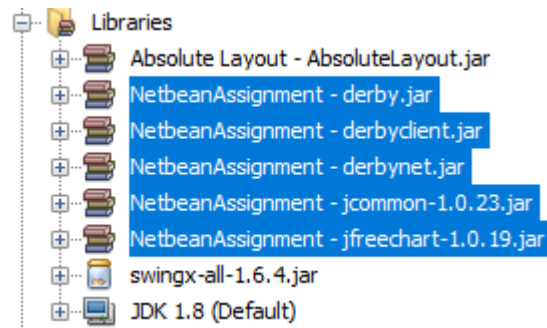 Libraries
Absolute Layout - AbsoluteLayout.jar
NetbeanAssignment - derby.jar
NetbeanAssignment - derbyclient.jar
NetbeanAssignment - derbynet.jar
NetbeanAssignment - jcommon-1.0.23.jar
NetbeanAssignment - jfreechart-1.0.19.jar
swingx-all-1.6.4.jar
JDK 1.8 (Default)